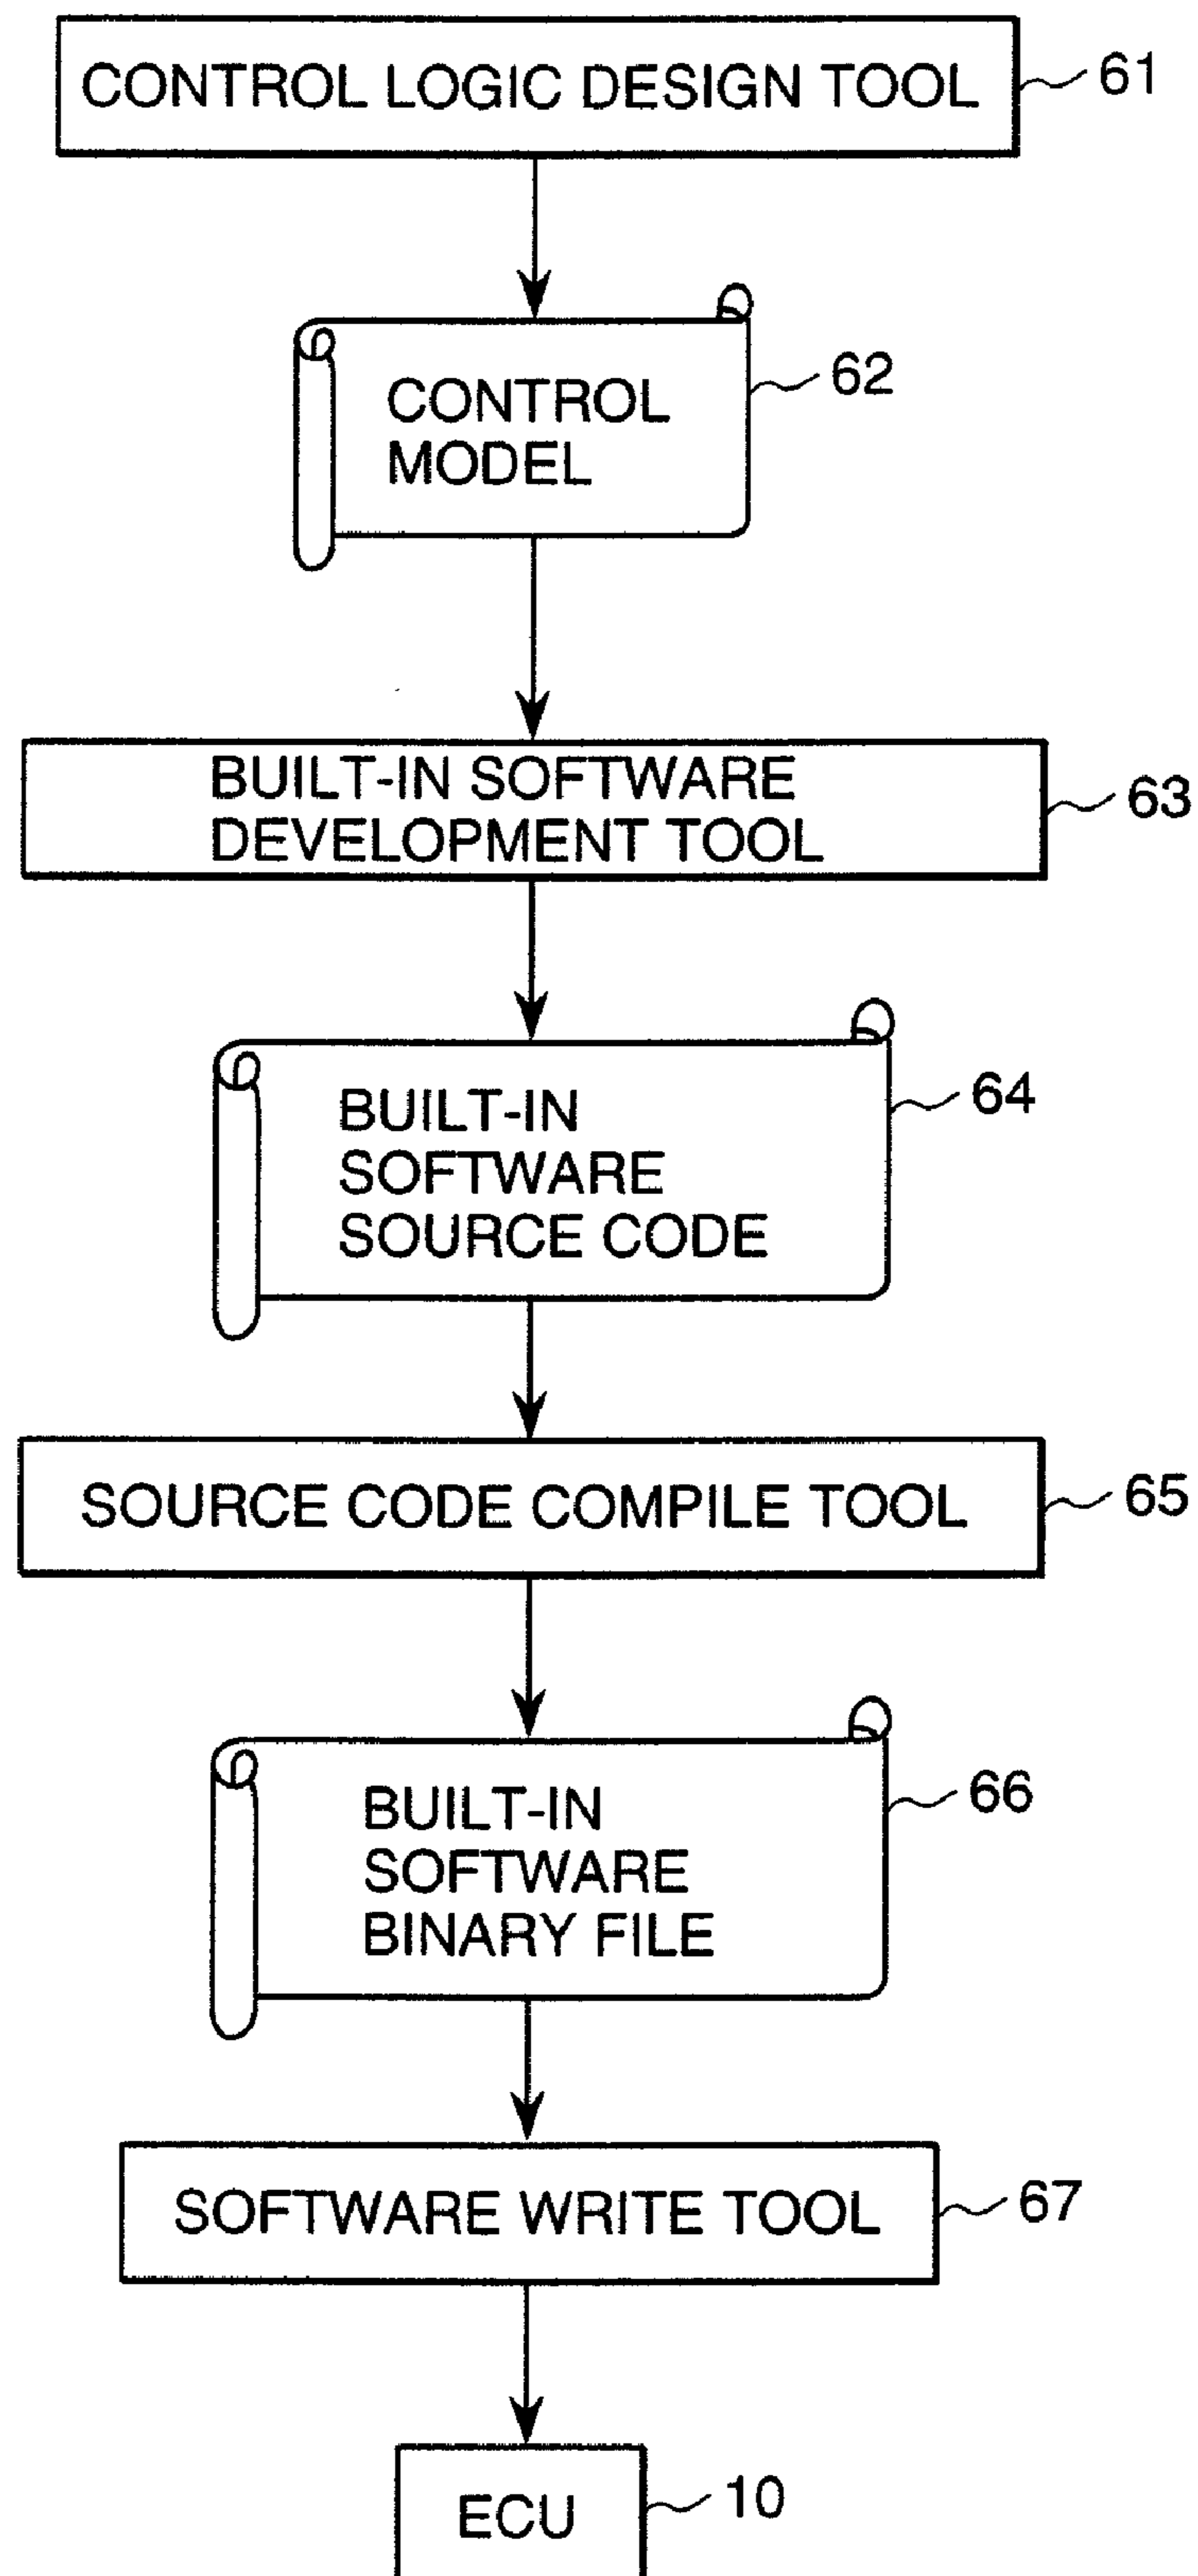 CONTROL LOGIC DESIGN TOOL
61
CONTROL
MODEL
62
BUILT-IN SOFTWARE
DEVELOPMENT TOOL
63
BUILT-IN
SOFTWARE
SOURCE CODE
64
SOURCE CODE COMPILE TOOL
65
BUILT-IN
SOFTWARE
BINARY FILE
66
SOFTWARE WRITE TOOL
67
ECU
10